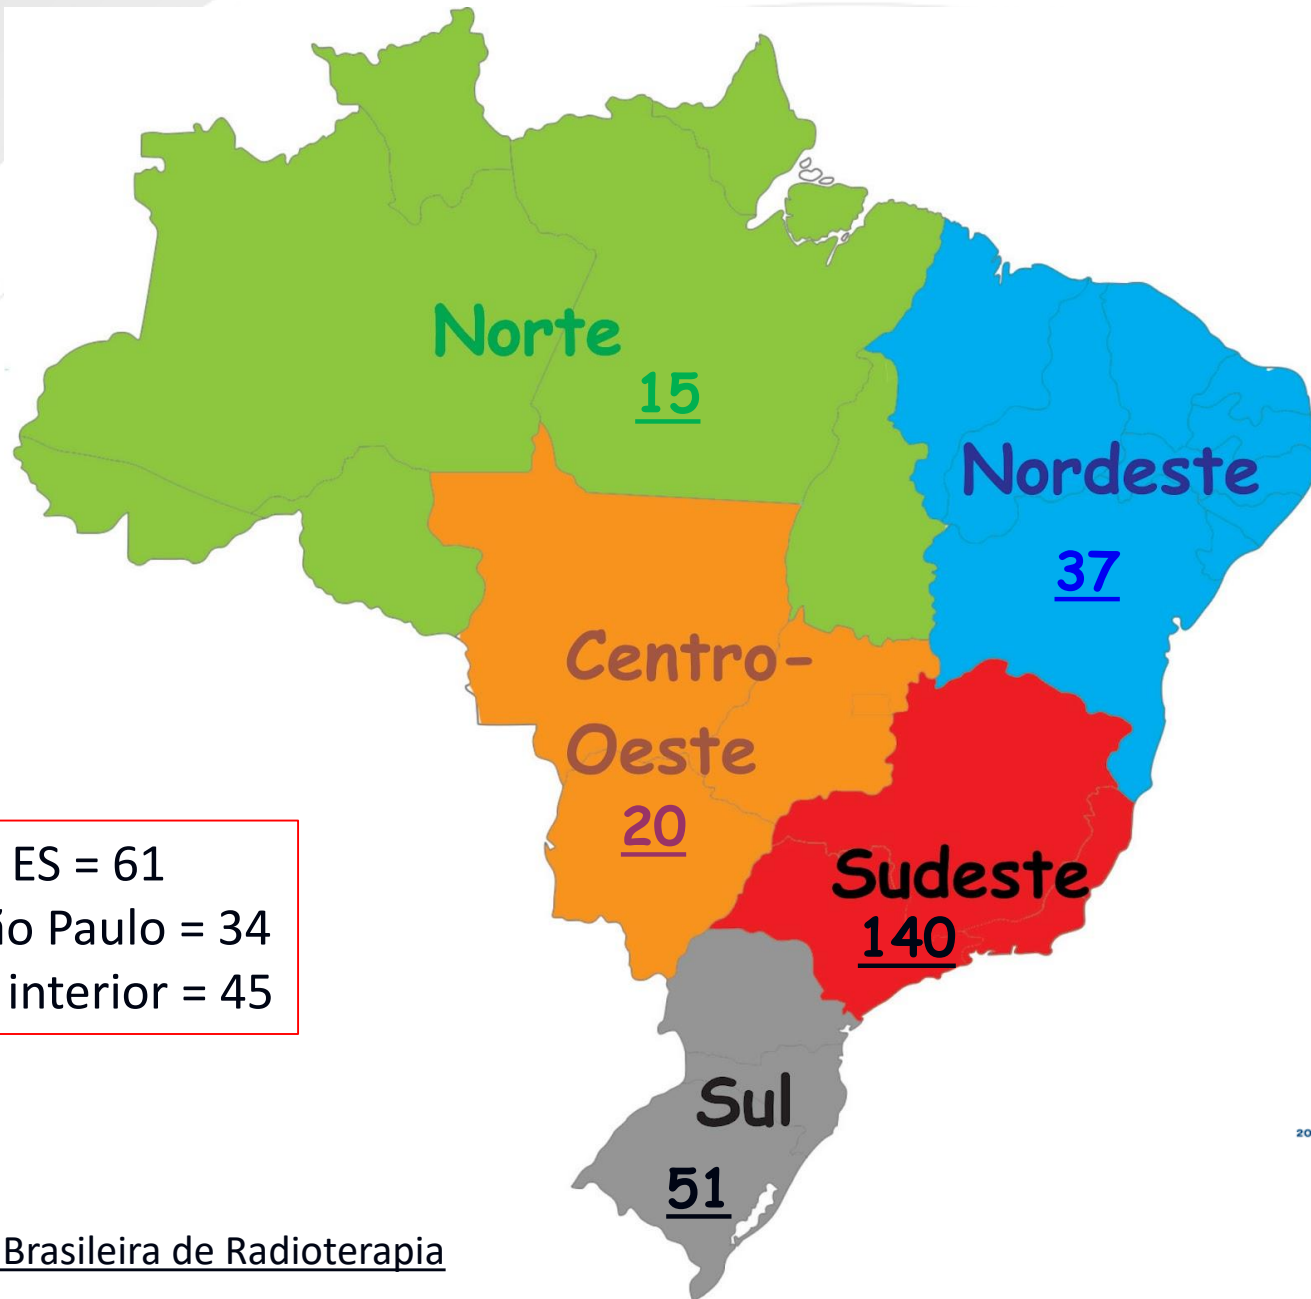 Norte
15
Nordeste
37
Centro-
Oeste
20
Sudeste
140
ES = 61
Paulo = 34
interior = 45
Sul
51
Brasileira de Radioterapia